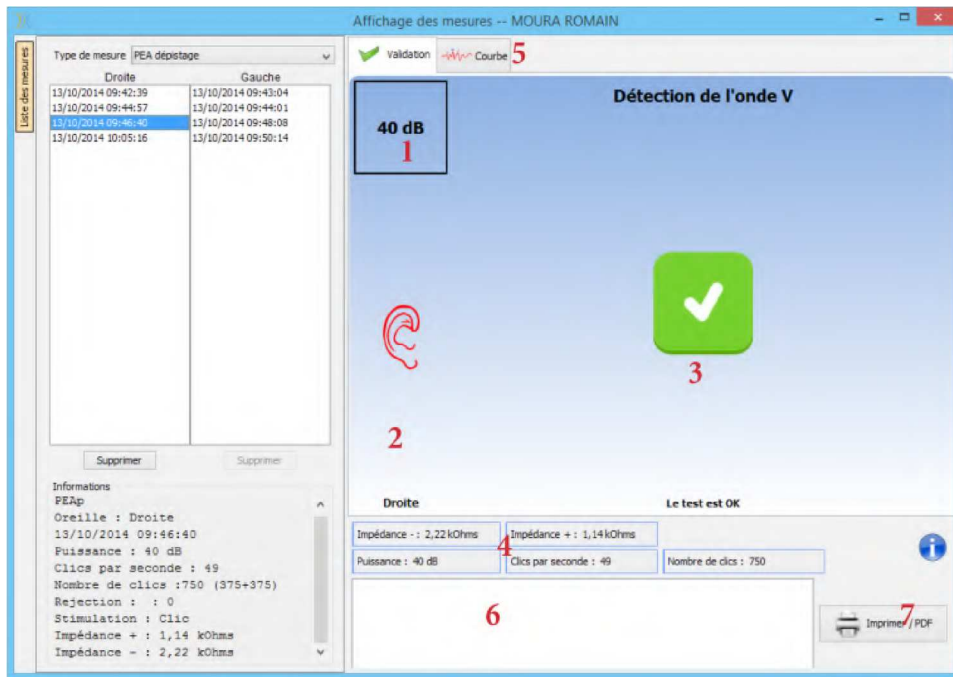 Affichage des mesures -- MOURA ROMAIN
Liste des mesures
Type de mesure PEA dépistage
Droite Gauche
13/10/2014 09:42:39 13/10/2014 09:43:04
13/10/2014 09:44:57 13/10/2014 09:44:01
13/10/2014 09:46:40 13/10/2014 09:48:08
13/10/2014 10:05:16 13/10/2014 09:50:14
Supprimer Supprimer
Informations
PEAp
Oreille : Droite
13/10/2014 09:46:40
Puissance : 40 dB
Clics par seconde : 49
Nombre de clics :750 (375+375)
Rejection : : 0
Stimulation : Clic
Impédance + : 1,14 kOhms
Impédance - : 2,22 kOhms
Validation Courbe 5
Détection de l'onde V
40 dB
1
2
3
Droite Le test est OK
Impédance - : 2,22 kOhms Impédance + : 1,14 kOhms
4
Puissance : 40 dB Clics par seconde : 49 Nombre de clics : 750
6
Imprimer / PDF
7